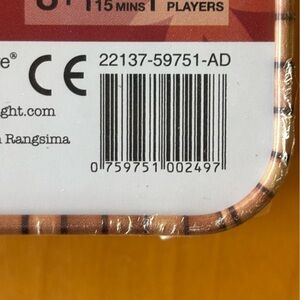 15 MINS
PLAYERS
®
CE 22137-59751-AD
ght.com
Rangsima
0 759751 002497